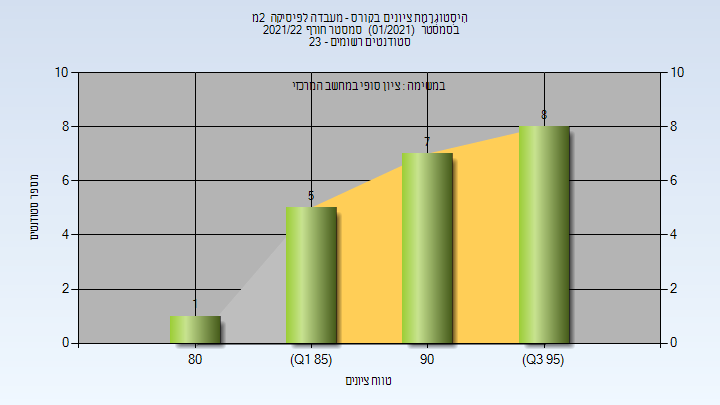 היסטוגרמת ציונים בקורס - מעבדה לפיסיקה 2מ
בסמסטר (01/2021) סמסטר חורף 2021/22
סטודנטים רשומים - 23
במשימה : ציון סופי במחשב המרכזי
מספר סטודנטים
10
8
6
4
2
0
10
8
6
4
2
0
1
5
7
8
80
(Q1 85)
90
(Q3 95)
טווח ציונים